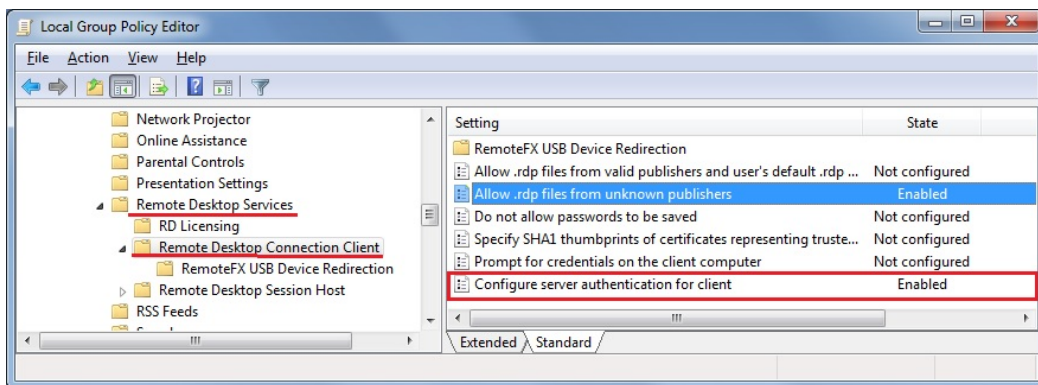 Local Group Policy Editor
File Action View Help
Network Projector
Online Assistance
Parental Controls
Presentation Settings
Remote Desktop Services
RD Licensing
Remote Desktop Connection Client
RemoteFX USB Device Redirection
Remote Desktop Session Host
RSS Feeds
Setting State
RemoteFX USB Device Redirection
Allow .rdp files from valid publishers and user's default .rdp ... Not configured
Allow .rdp files from unknown publishers Enabled
Do not allow passwords to be saved Not configured
Specify SHA1 thumbprints of certificates representing truste... Not configured
Prompt for credentials on the client computer Not configured
Configure server authentication for client Enabled
Extended Standard